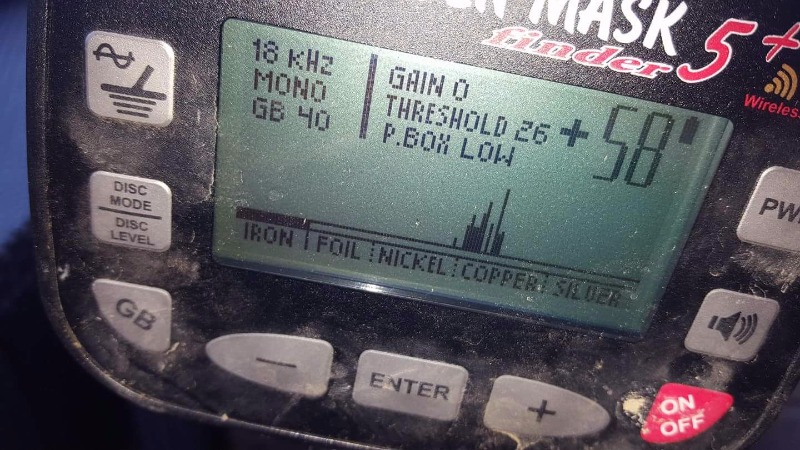 MASK
finder 5+
Wireless
18 KHZ
MONO
GB 40
GAIN 0
THRESHOLD 26
P.BOX LOW
+58
IRON FOIL NICKEL COPPER SILVER
DISC
MODE
DISC
LEVEL
GB
−
ENTER
+
ON
OFF